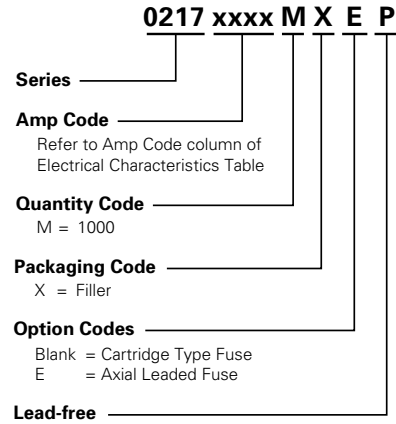 0217 xxxx M X E P
Series
Amp Code
Refer to Amp Code column of
Electrical Characteristics Table
Quantity Code
M = 1000
Packaging Code
X = Filler
Option Codes
Blank = Cartridge Type Fuse
E = Axial Leaded Fuse
Lead-free